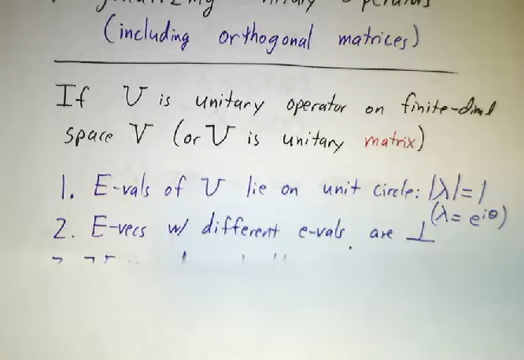 (including orthogonal matrices)
If U is unitary operator on finite-diml
space V (or U is unitary matrix)
1. E-vals of U lie on unit circle: |λ|=1
(λ= e^{iθ})
2. E-vecs w/ different e-vals. are ⊥